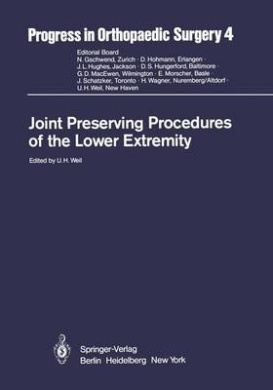 Progress in Orthopaedic Surgery 4
Editorial Board
N. Gschwend, Zurich · D. Hohmann, Erlangen ·
J. L. Hughes, Jackson · D. S. Hungerford, Baltimore ·
G. D. MacEwen, Wilmington · E. Morscher, Basle ·
J. Schatzker, Toronto · H. Wagner, Nuremberg/Altdorf ·
U. H. Weil, New Haven
Joint Preserving Procedures
of the Lower Extremity
Edited by U. H. Weil
Springer-Verlag
Berlin Heidelberg New York